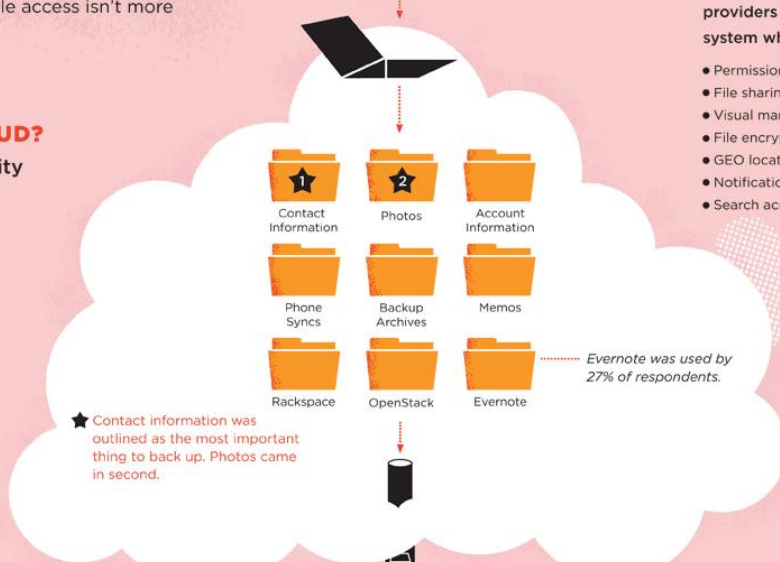 le access isn't more
UD?
ity
providers
system wh
• Permission
• File sharin
• Visual ma
• File encryp
• GEO locat
• Notificatio
• Search ac
1
2
Contact
Information
Photos
Account
Information
Phone
Syncs
Backup
Archives
Memos
Rackspace
OpenStack
Evernote
Evernote was used by
27% of respondents.
Contact information was
outlined as the most important
thing to back up. Photos came
in second.